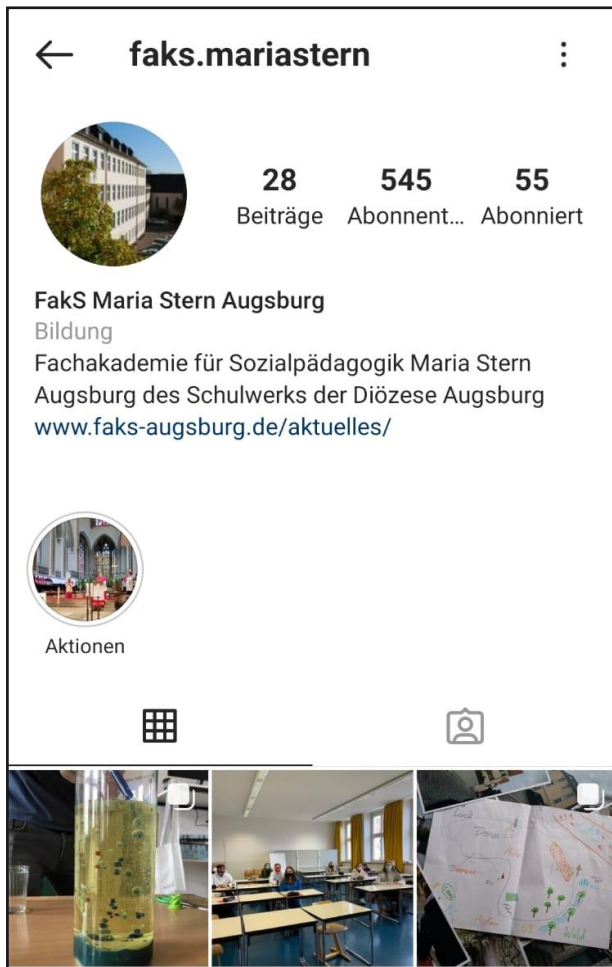 faks.mariastern
28 545 55
Beiträge Abonnent... Abonniert
FakS Maria Stern Augsburg
Bildung
Fachakademie für Sozialpädagogik Maria Stern
Augsburg des Schulwerks der Diözese Augsburg
www.faks-augsburg.de/aktuelles/
Aktionen
Wald